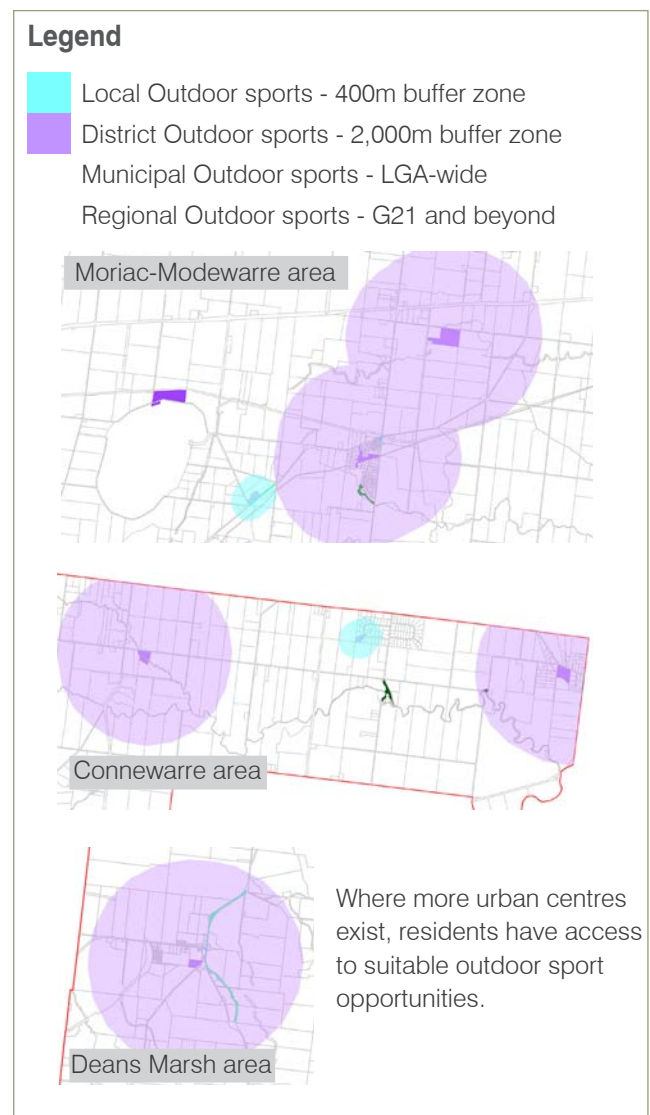 Legend
Local Outdoor sports - 400m buffer zone
District Outdoor sports - 2,000m buffer zone
Municipal Outdoor sports - LGA-wide
Regional Outdoor sports - G21 and beyond
Moriac-Modewarre area
Connewarre area
Where more urban centres
exist, residents have access
to suitable outdoor sport
opportunities.
Deans Marsh area